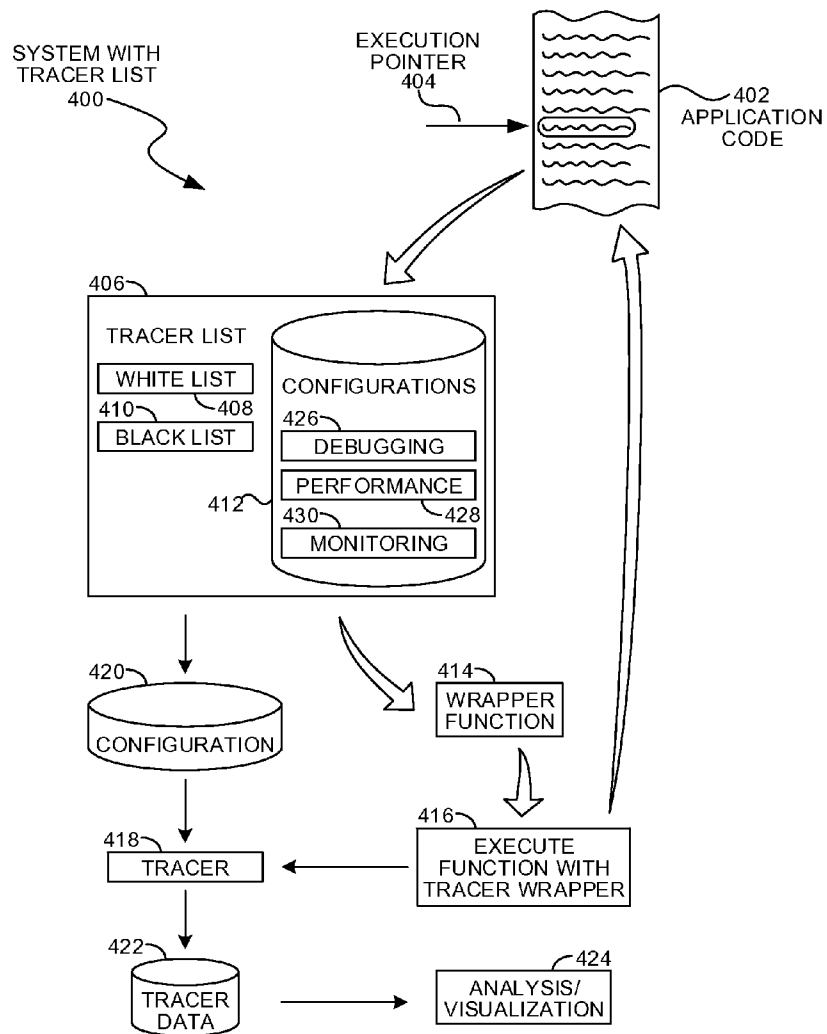 SYSTEM WITH
TRACER LIST
400
EXECUTION
POINTER
404
402
APPLICATION
CODE
406
TRACER LIST
WHITE LIST
408
410
BLACK LIST
412
CONFIGURATIONS
426
DEBUGGING
PERFORMANCE
428
430
MONITORING
420
CONFIGURATION
414
WRAPPER
FUNCTION
418
TRACER
416
EXECUTE
FUNCTION WITH
TRACER WRAPPER
422
TRACER
DATA
424
ANALYSIS/
VISUALIZATION